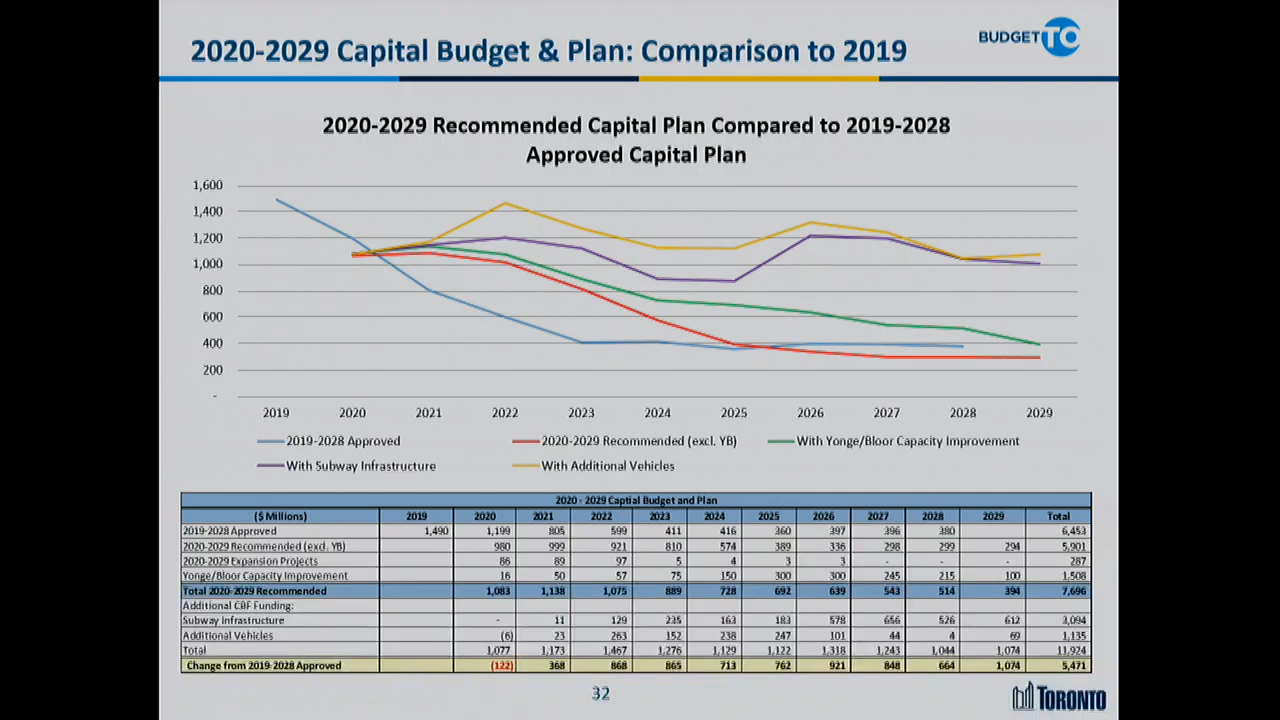 2020-2029 Capital Budget & Plan: Comparison to 2019
BUDGETTO
2020-2029 Recommended Capital Plan Compared to 2019-2028
Approved Capital Plan
1,600
1,400
1,200
1,000
800
600
400
200
-
2019 2020 2021 2022 2023 2024 2025 2026 2027 2028 2029
2019-2028 Approved 2020-2029 Recommended (excl. YB) With Yonge/Bloor Capacity Improvement
With Subway Infrastructure With Additional Vehicles
2020 - 2029 Captial Budget and Plan
($ Millions) 2019 2020 2021 2022 2023 2024 2025 2026 2027 2028 2029 Total
2019-2028 Approved 1,490 1,199 805 599 411 416 360 397 396 380 6,453
2020-2029 Recommended (excl. YB) 980 999 921 810 574 389 336 298 299 294 5,901
2020-2029 Expansion Projects 86 89 97 5 4 3 3 - - - 287
Yonge/Bloor Capacity Improvement 16 50 57 75 150 300 300 245 215 100 1,508
Total 2020-2029 Recommended 1,083 1,138 1,075 889 728 692 639 543 514 394 7,696
Additional CBF Funding:
Subway Infrastructure - 11 129 235 163 183 578 656 526 612 3,094
Additional Vehicles (6) 23 263 152 238 247 101 44 4 69 1,135
Total 1,077 1,173 1,467 1,276 1,129 1,122 1,318 1,243 1,044 1,074 11,924
Change from 2019-2028 Approved (122) 368 868 865 713 762 921 848 664 1,074 5,471
32
TORONTO